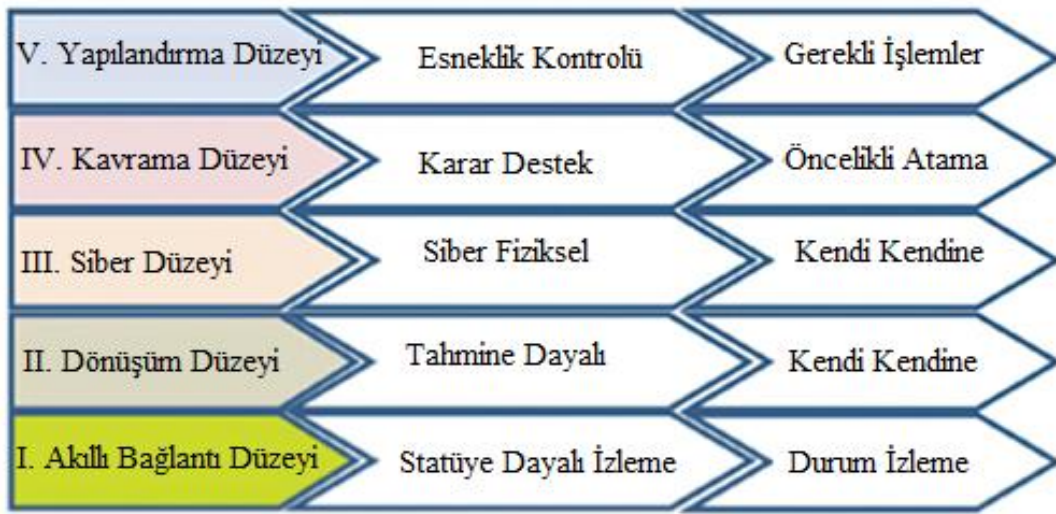 V. Yapılandırma Düzeyi
Esneklik Kontrolü
Gerekli İşlemler
IV. Kavrama Düzeyi
Karar Destek
Öncelikli Atama
III. Siber Düzeyi
Siber Fiziksel
Kendi Kendine
II. Dönüşüm Düzeyi
Tahmine Dayalı
Kendi Kendine
I. Akıllı Bağlantı Düzeyi
Statüye Dayalı İzleme
Durum İzleme